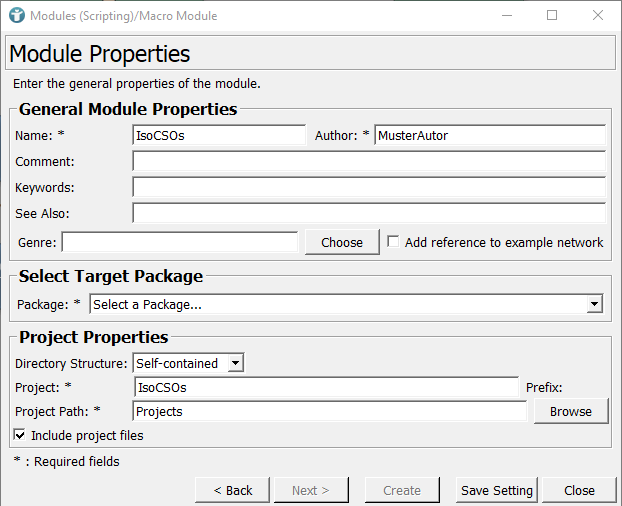 Modules (Scripting)/Macro Module
Module Properties
Enter the general properties of the module.
General Module Properties
Name: * IsoCSOs Author: * MusterAutor
Comment:
Keywords:
See Also:
Genre: Choose Add reference to example network
Select Target Package
Package: * Select a Package...
Project Properties
Directory Structure: Self-contained
Project: * IsoCSOs Prefix:
Project Path: * Projects Browse
Include project files
* : Required fields
< Back Next > Create Save Setting Close